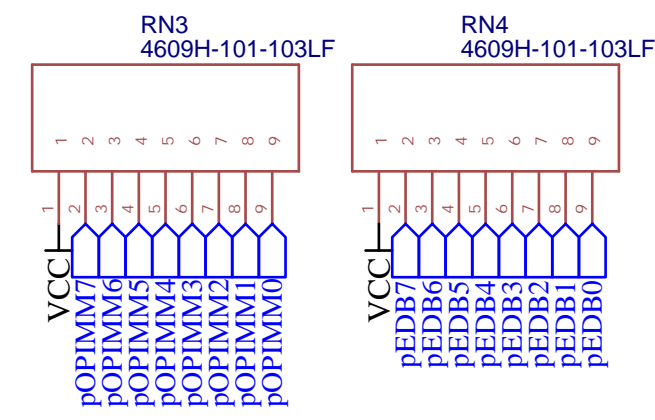 RN3
4609H-101-103LF
1 2 3 4 5 6 7 8 9
1 2 3 4 5 6 7 8 9
VCC
pOPIMM7
pOPIMM6
pOPIMM5
pOPIMM4
pOPIMM3
pOPIMM2
pOPIMM1
pOPIMM0
RN4
4609H-101-103LF
1 2 3 4 5 6 7 8 9
1 2 3 4 5 6 7 8 9
VCC
pEDB7
pEDB6
pEDB5
pEDB4
pEDB3
pEDB2
pEDB1
pEDB0